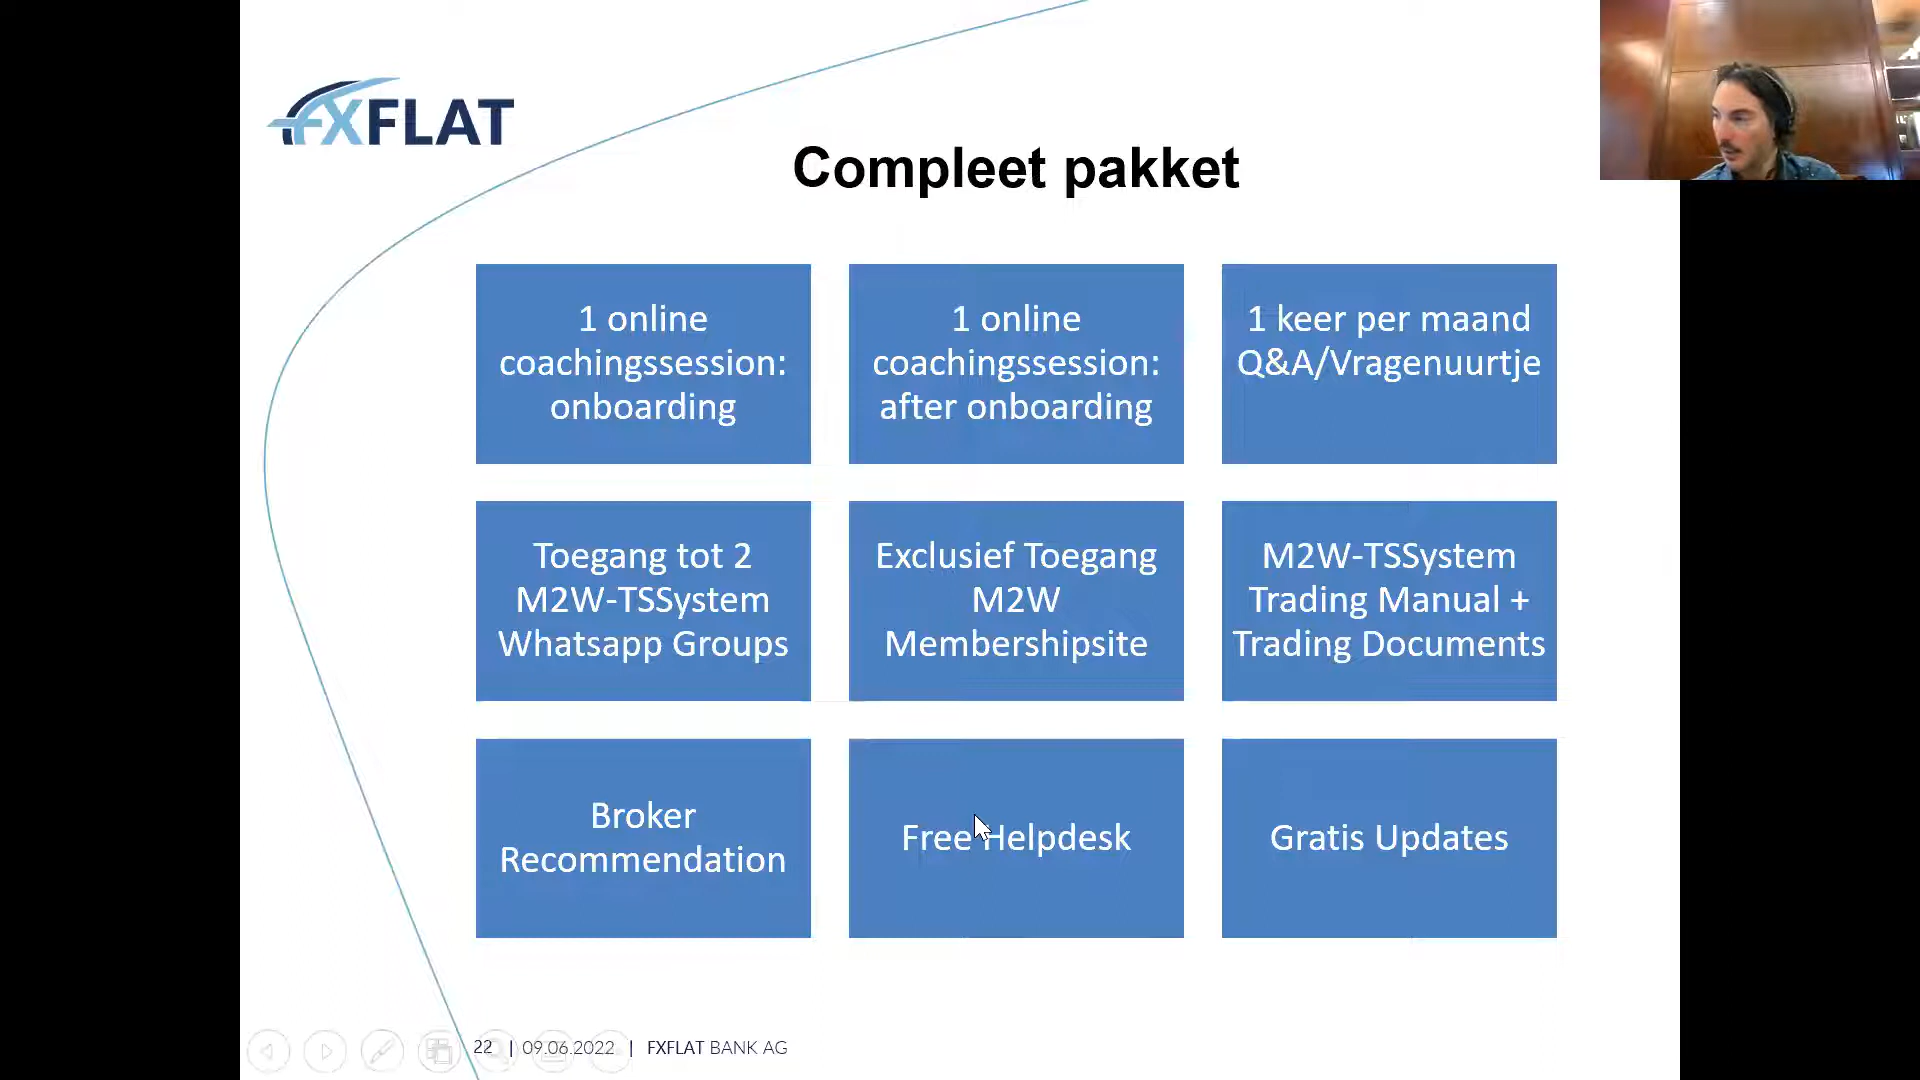 FXFLAT
Compleet pakket
1 online
coachingssession:
onboarding
1 online
coachingssession:
after onboarding
1 keer per maand
Q&A/Vragenuurtje
Toegang tot 2
M2W-TSSystem
Whatsapp Groups
Exclusief Toegang
M2W
Membershipsite
M2W-TSSystem
Trading Manual +
Trading Documents
Broker
Recommendation
Free Helpdesk
Gratis Updates
22 | 09.06.2022 | FXFLAT BANK AG